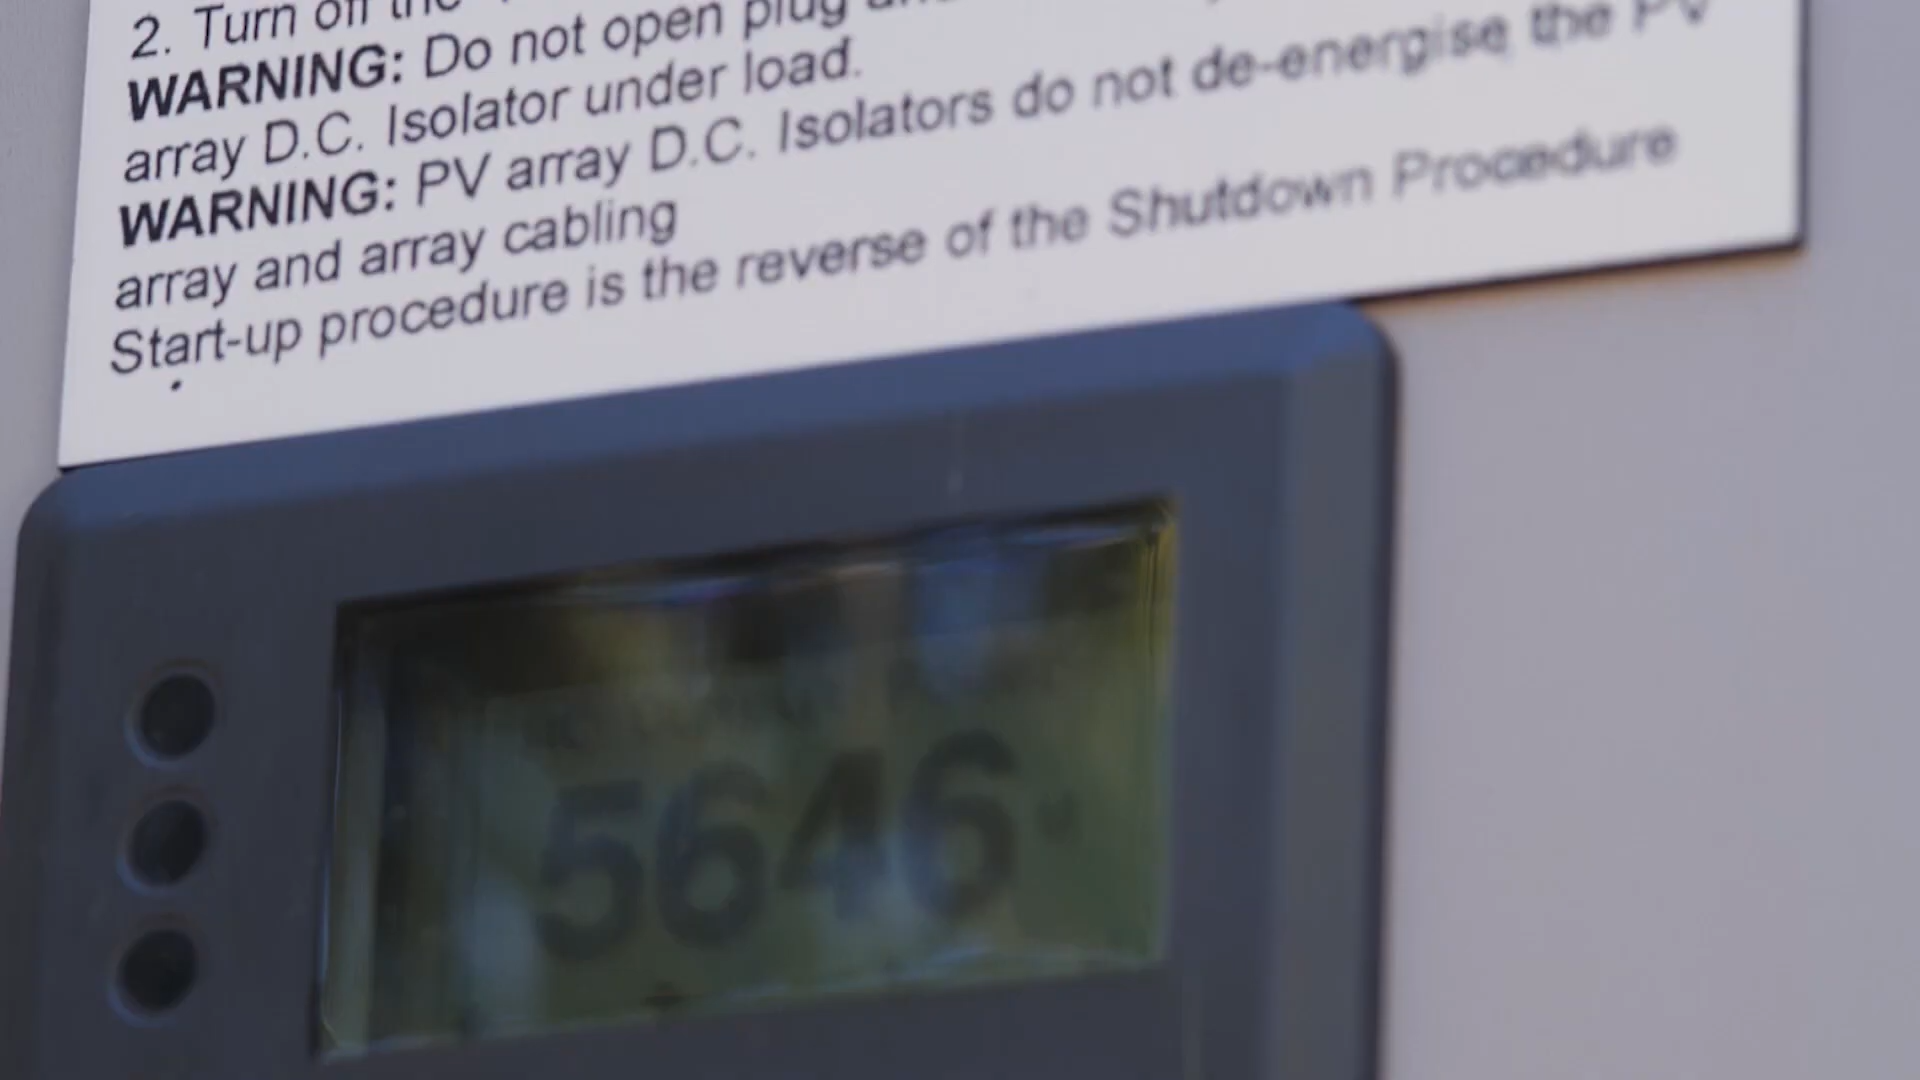 2. Turn off the
WARNING: Do not open plug
array D.C. Isolator under load.
WARNING: PV array D.C. Isolators do not de-energise the PV
array and array cabling
Start-up procedure is the reverse of the Shutdown Procedure
5646